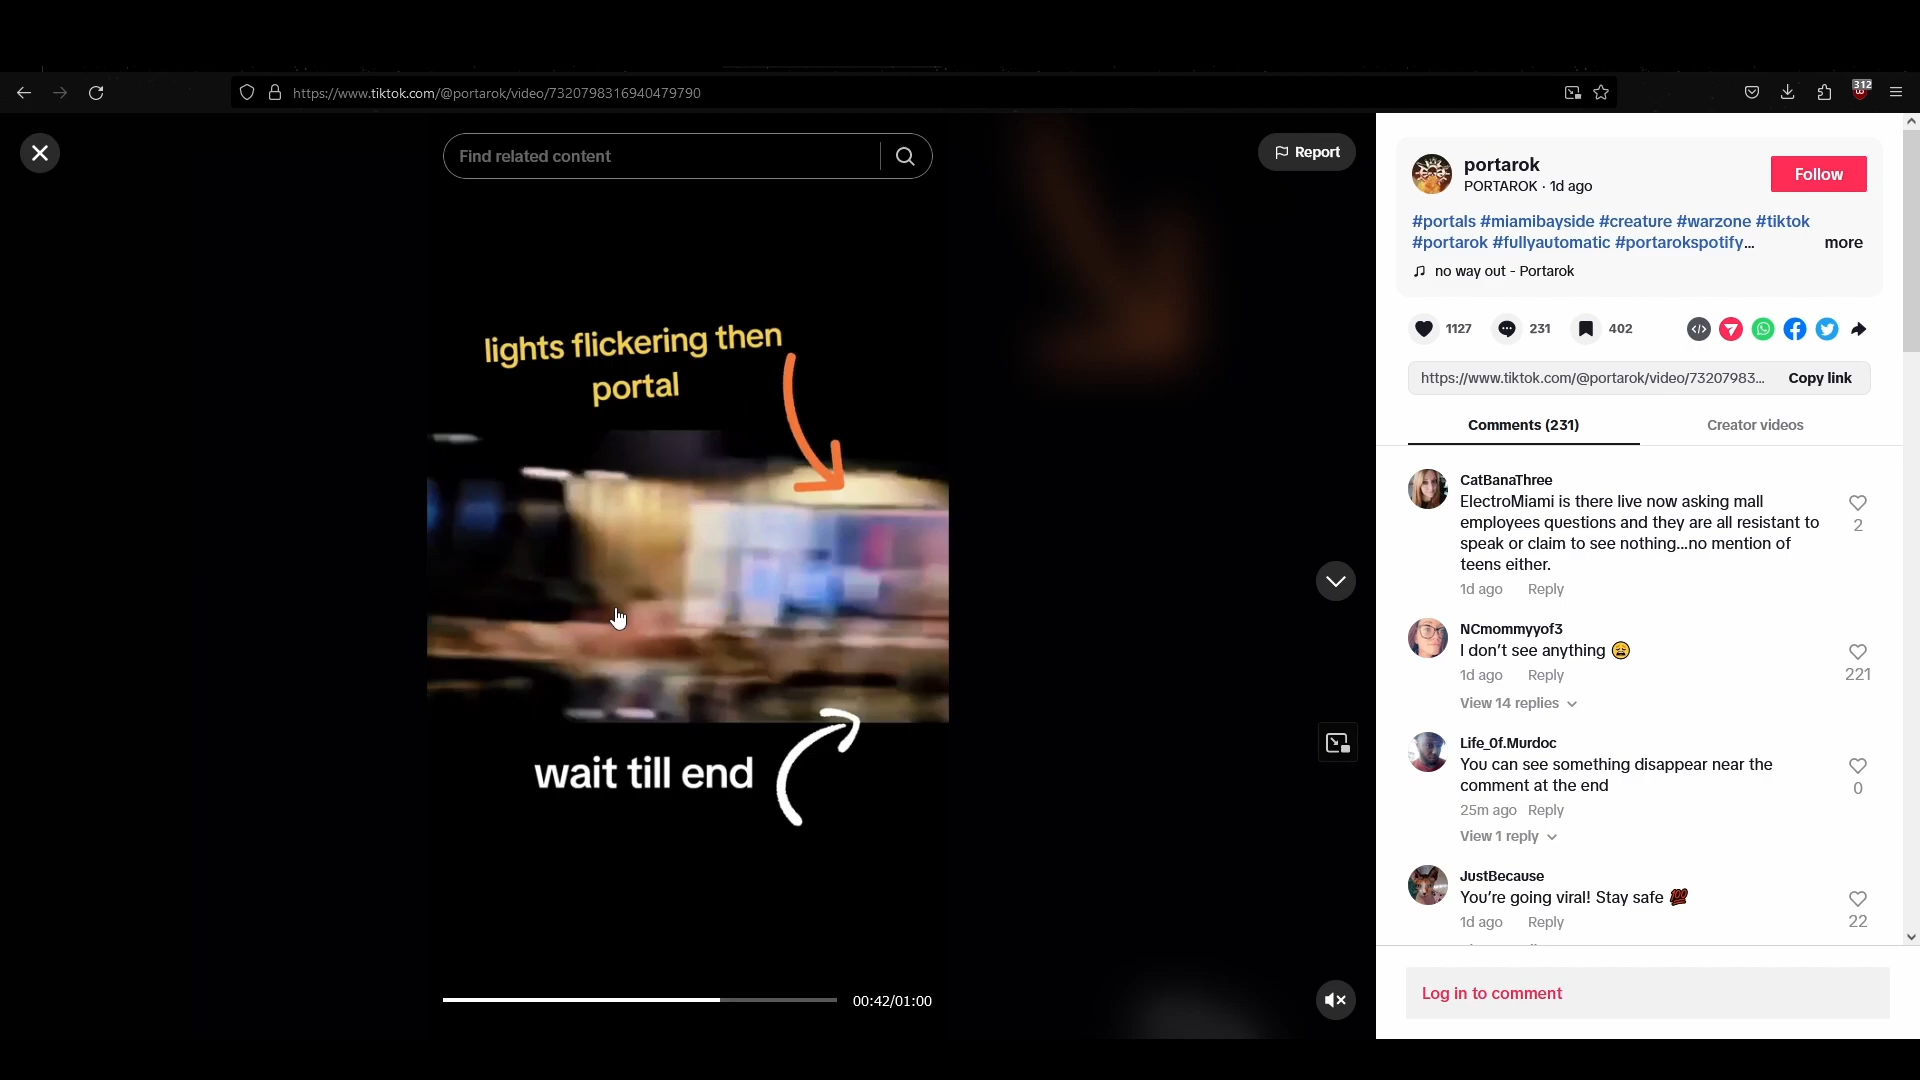 https://www.tiktok.com/@portarok/video/7320798316940479790
312
Find related content
Report
lights flickering then
portal
wait till end
00:42/01:00
portarok
PORTAROK · 1d ago
Follow
#portals #miamibayside #creature #warzone #tiktok
#portarok #fullyautomatic #portarokspotify...
more
no way out - Portarok
1127
231
402
https://www.tiktok.com/@portarok/video/73207983...
Copy link
Comments (231)
Creator videos
CatBanaThree
ElectroMiami is there live now asking mall
employees questions and they are all resistant to
speak or claim to see nothing...no mention of
teens either.
2
1d ago Reply
NCmommyyof3
I don't see anything 😩
221
1d ago Reply
View 14 replies
Life_0f.Murdoc
You can see something disappear near the
comment at the end
0
25m ago Reply
View 1 reply
JustBecause
You're going viral! Stay safe 💯
22
1d ago Reply
Log in to comment